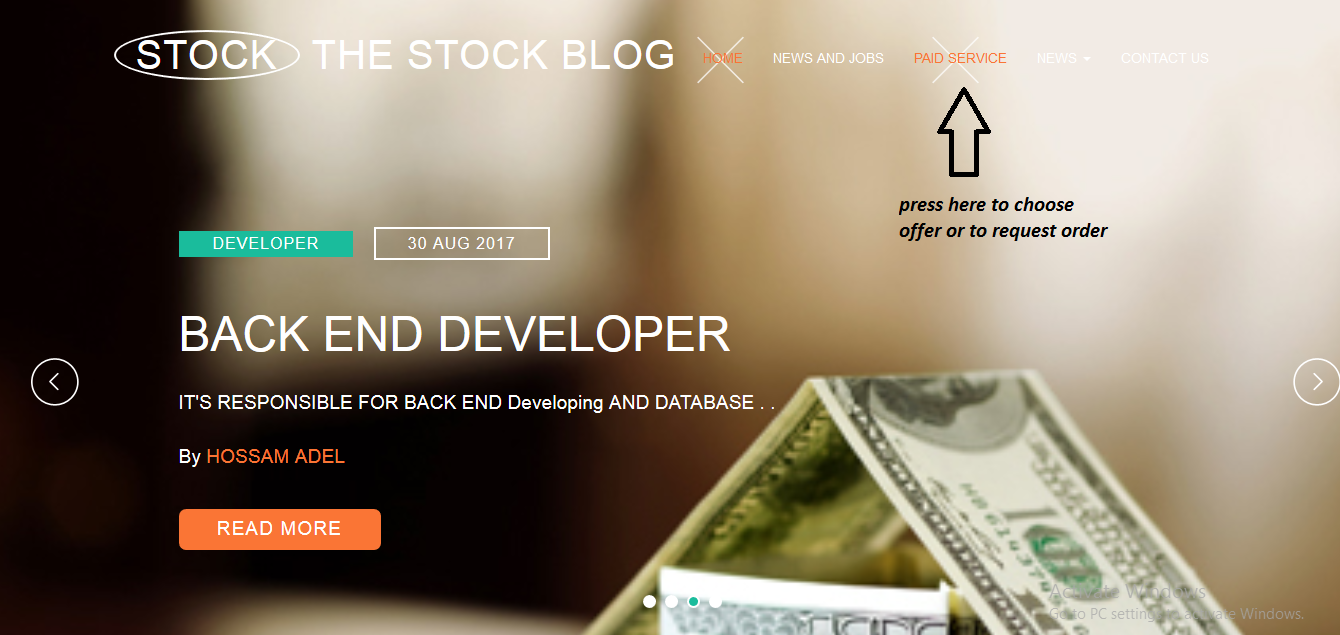 STOCK THE STOCK BLOG
HOME NEWS AND JOBS PAID SERVICE NEWS CONTACT US
press here to choose
offer or to request order
DEVELOPER 30 AUG 2017
BACK END DEVELOPER
IT'S RESPONSIBLE FOR BACK END Developing AND DATABASE . .
By HOSSAM ADEL
READ MORE
Activate Windows
Go to PC settings to activate Windows.